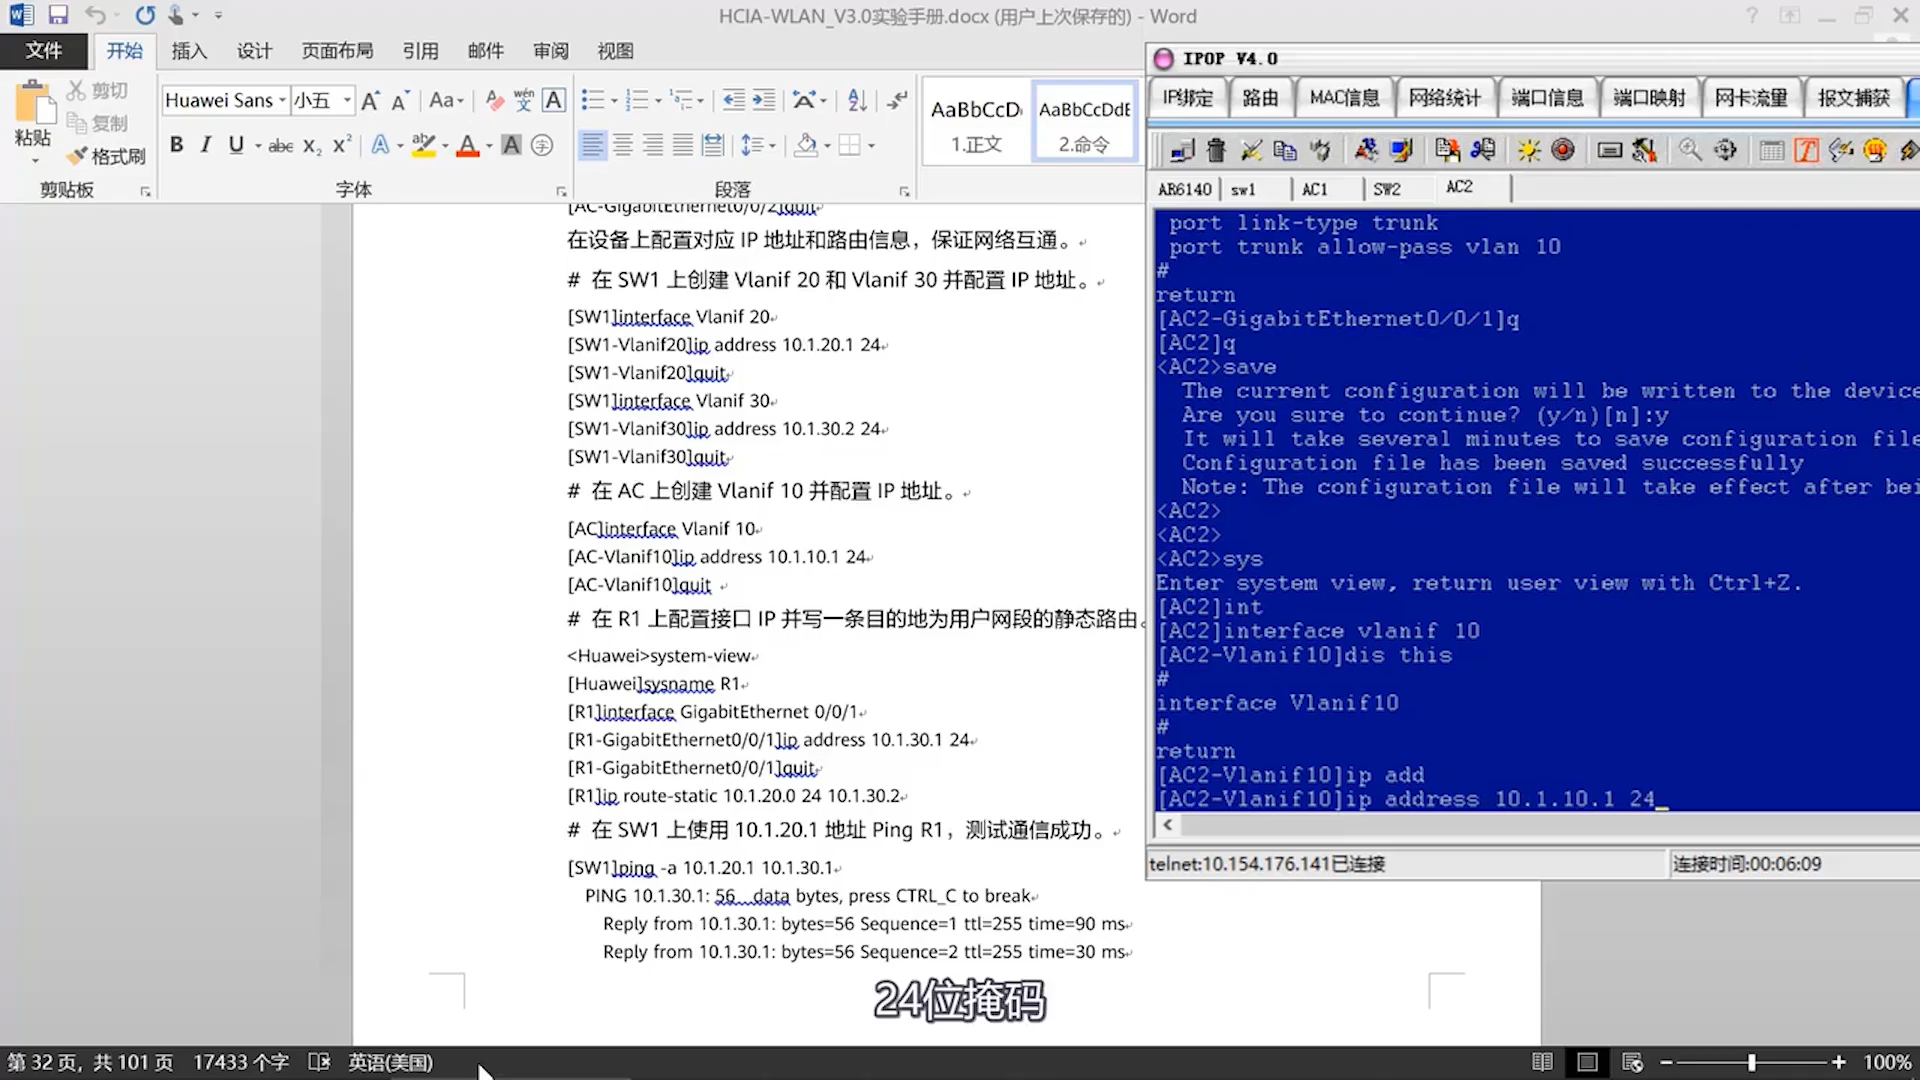 HCIA-WLAN_V3.0实验手册.docx (用户上次保存的) - Word
文件 开始 插入 设计 页面布局 引用 邮件 审阅 视图
粘贴
剪切
复制
格式刷
剪贴板
Huawei Sans 小五
字体
段落
AaBbCcD
1.正文
AaBbCcDdE
2.命令
[AC-GigabitEthernet0/0/2]quit
在设备上配置对应 IP 地址和路由信息，保证网络互通。
# 在 SW1 上创建 Vlanif 20 和 Vlanif 30 并配置 IP 地址。
[SW1]interface Vlanif 20
[SW1-Vlanif20]ip address 10.1.20.1 24
[SW1-Vlanif20]quit
[SW1]interface Vlanif 30
[SW1-Vlanif30]ip address 10.1.30.2 24
[SW1-Vlanif30]quit
# 在 AC 上创建 Vlanif 10 并配置 IP 地址。
[AC]interface Vlanif 10
[AC-Vlanif10]ip address 10.1.10.1 24
[AC-Vlanif10]quit
# 在 R1 上配置接口 IP 并写一条目的地为用户网段的静态路由。
<Huawei>system-view
[Huawei]sysname R1
[R1]interface GigabitEthernet 0/0/1
[R1-GigabitEthernet0/0/1]ip address 10.1.30.1 24
[R1-GigabitEthernet0/0/1]quit
[R1]ip route-static 10.1.20.0 24 10.1.30.2
# 在 SW1 上使用 10.1.20.1 地址 Ping R1，测试通信成功。
[SW1]ping -a 10.1.20.1 10.1.30.1
PING 10.1.30.1: 56 data bytes, press CTRL_C to break
Reply from 10.1.30.1: bytes=56 Sequence=1 ttl=255 time=90 ms
Reply from 10.1.30.1: bytes=56 Sequence=2 ttl=255 time=30 ms
IPOP V4.0
IP绑定 路由 MAC信息 网络统计 端口信息 端口映射 网卡流量 报文捕获
AR6140 sw1 AC1 SW2 AC2
port link-type trunk
port trunk allow-pass vlan 10
#
return
[AC2-GigabitEthernet0/0/1]q
[AC2]q
<AC2>save
The current configuration will be written to the device
Are you sure to continue? (y/n)[n]:y
It will take several minutes to save configuration file
Configuration file has been saved successfully
Note: The configuration file will take effect after bei
<AC2>
<AC2>
<AC2>sys
Enter system view, return user view with Ctrl+Z.
[AC2]int
[AC2]interface vlanif 10
[AC2-Vlanif10]dis this
#
interface Vlanif10
#
return
[AC2-Vlanif10]ip add
[AC2-Vlanif10]ip address 10.1.10.1 24_
telnet:10.154.176.141已连接 连接时间:00:06:09
24位掩码
第 32 页，共 101 页 17433 个字 英语(美国) 100%